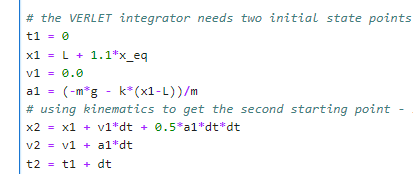 # the VERLET integrator needs two initial state points
t1 = 0
x1 = L + 1.1*x_eq
v1 = 0.0
a1 = (-m*g - k*(x1-L))/m
# using kinematics to get the second starting point -
x2 = x1 + v1*dt + 0.5*a1*dt*dt
v2 = v1 + a1*dt
t2 = t1 + dt